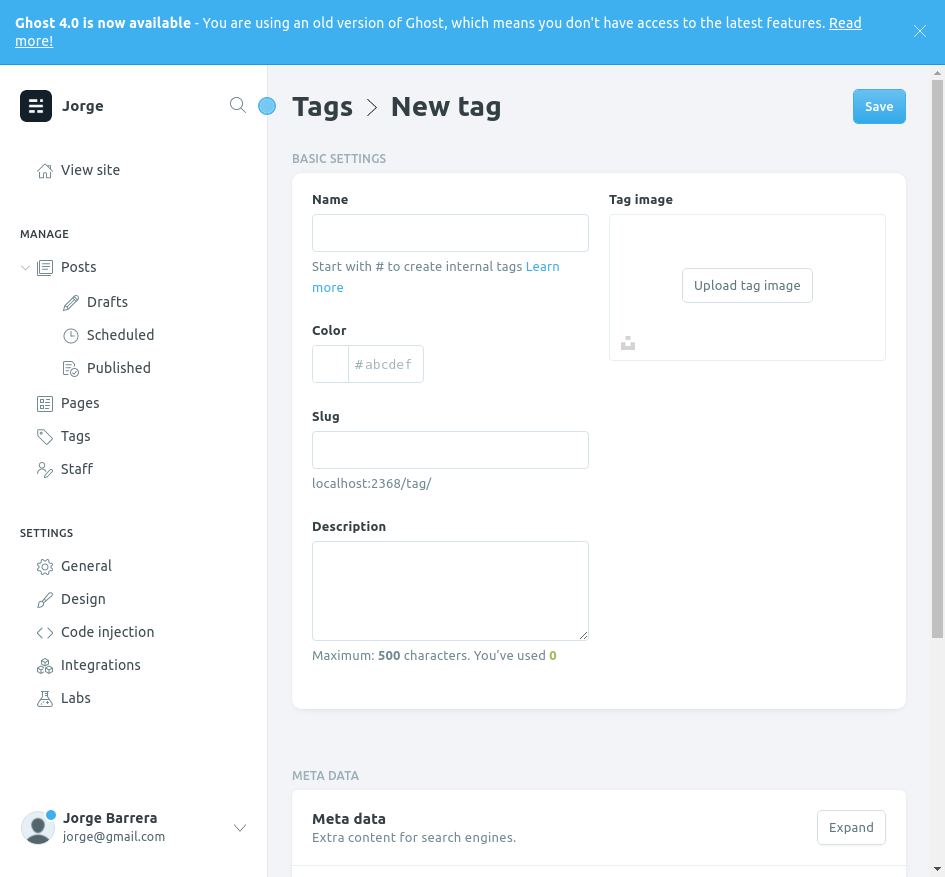 Ghost 4.0 is now available - You are using an old version of Ghost, which means you don't have access to the latest features. Read
more!
Jorge
View site
MANAGE
Posts
Drafts
Scheduled
Published
Pages
Tags
Staff
SETTINGS
General
Design
Code injection
Integrations
Labs
Jorge Barrera
jorge@gmail.com
Tags > New tag
Save
BASIC SETTINGS
Name
Start with # to create internal tags Learn
more
Color
#abcdef
Slug
localhost:2368/tag/
Description
Maximum: 500 characters. You’ve used 0
Tag image
Upload tag image
META DATA
Meta data
Extra content for search engines.
Expand